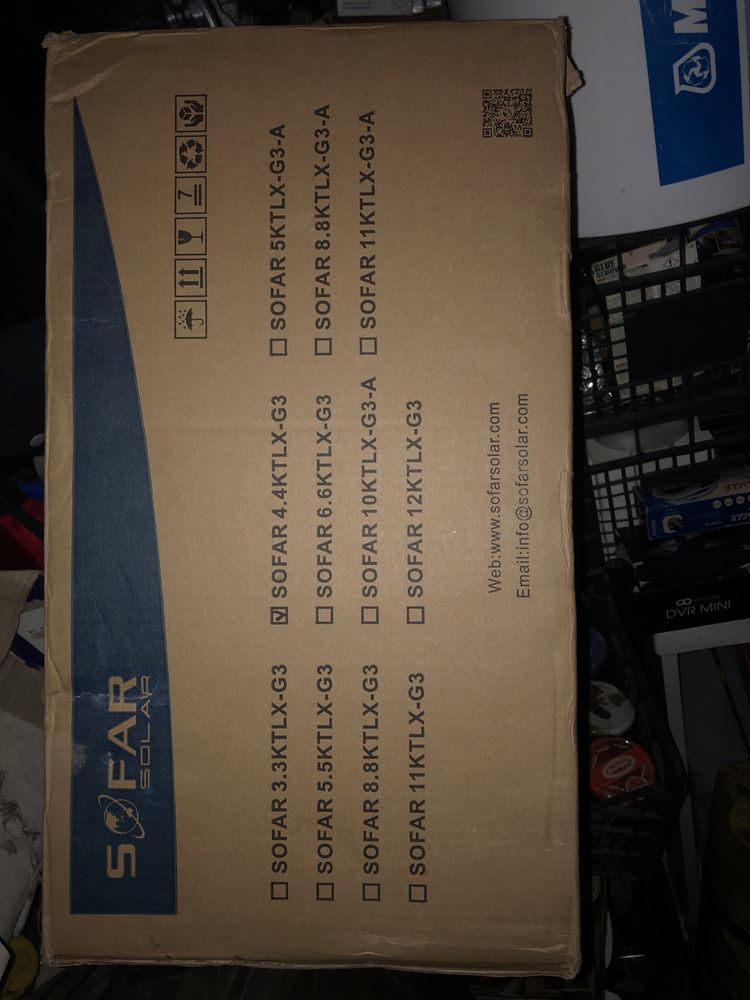 SOFAR
SOLAR
SOFAR 3.3KTLX-G3 ☑ SOFAR 4.4KTLX-G3 SOFAR 5KTLX-G3-A
SOFAR 5.5KTLX-G3 SOFAR 6.6KTLX-G3 SOFAR 8.8KTLX-G3-A
SOFAR 8.8KTLX-G3 SOFAR 10KTLX-G3-A SOFAR 11KTLX-G3-A
SOFAR 11KTLX-G3 SOFAR 12KTLX-G3
Web:www.sofarsolar.com
Email:info@sofarsolar.com
7
M
GLUE
DVR MINI